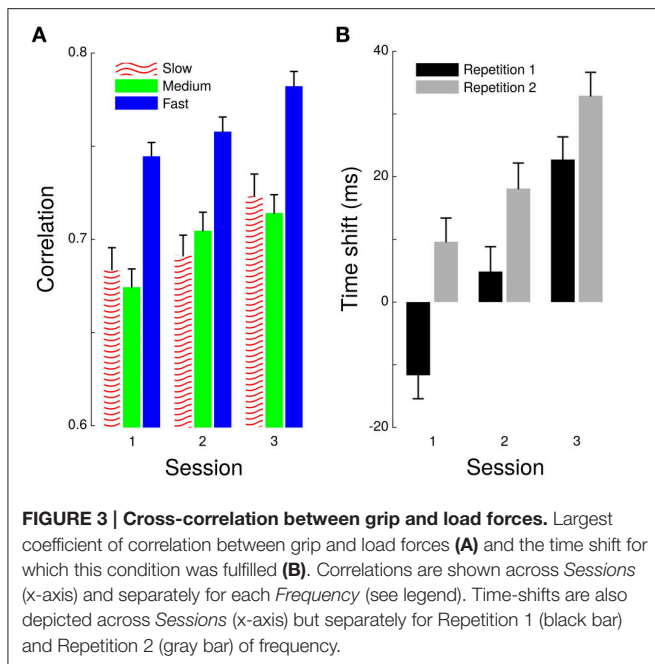 A
B
0.8
0.7
0.6
Correlation
Slow
Medium
Fast
1 2 3
Session
40
20
0
-20
Time shift (ms)
Repetition 1
Repetition 2
1 2 3
Session
FIGURE 3 | Cross-correlation between grip and load forces. Largest
coefficient of correlation between grip and load forces (A) and the time shift for
which this condition was fulfilled (B). Correlations are shown across Sessions
(x-axis) and separately for each Frequency (see legend). Time-shifts are also
depicted across Sessions (x-axis) but separately for Repetition 1 (black bar)
and Repetition 2 (gray bar) of frequency.